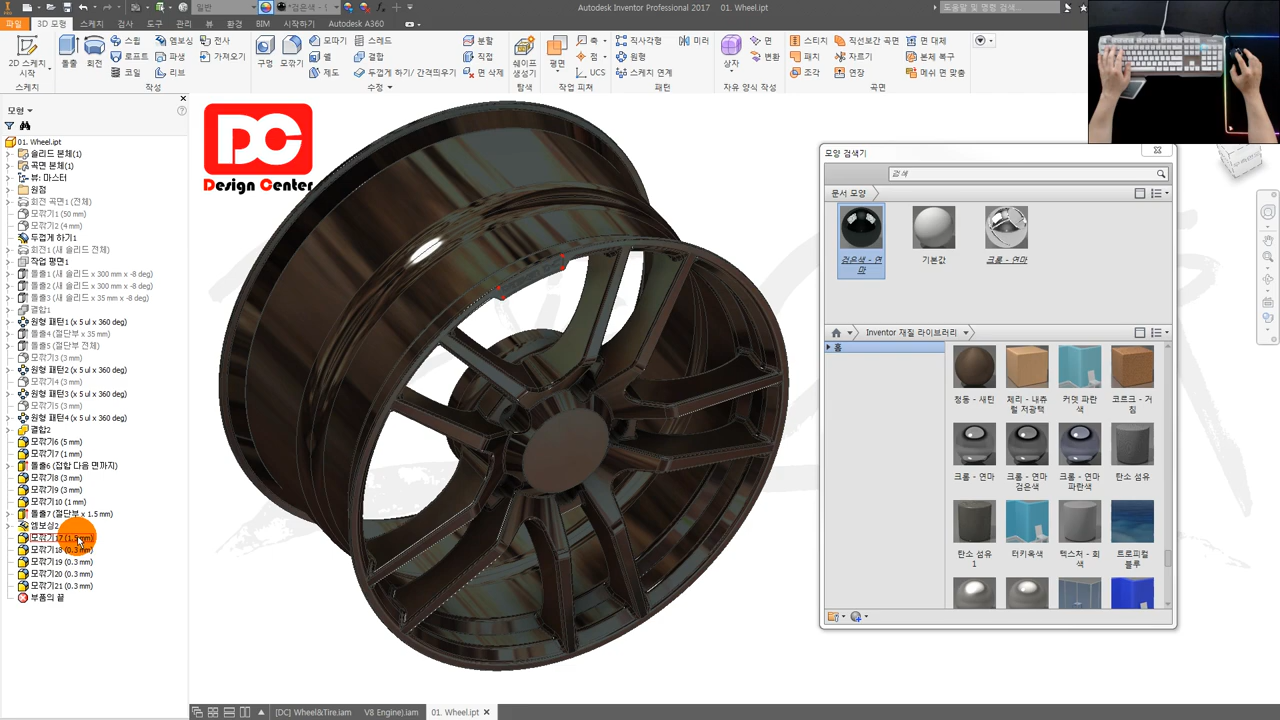 일반
검은색 - 연
Autodesk Inventor Professional 2017 01. Wheel.ipt
도움말 및 명령 검색...
파일 3D 모형 스케치 검사 도구 관리 뷰 환경 BIM 시작하기 Autodesk A360
2D 스케치 시작
돌출 회전
스윕 엠보싱 전사
로프트 파생 가져오기
코일 리브
구멍 모깎기
모따기 스레드 분할
쉘 결합 직접
제도 두껍게 하기/
쉐이프 생성기
평면 축
점
UCS
직사각형 미러
원형
스케치 연계
상자
면
변환
스티치 직선보간 곡면 면 대체
패치 자르기 본체 복구
조각 연장 메쉬 면 맞춤
스케치 작성 수정 탐색 작업 피쳐 패턴 자유 양식 작성 곡면
모형
01. Wheel.ipt
솔리드 본체(1)
곡면 본체(1)
뷰: 마스터
원점
회전 곡면1 (전체)
모깎기1 (50 mm)
모깎기2 (4 mm)
두껍게 하기1
회전1 (새 솔리드 전체)
작업 평면1
돌출1 (새 솔리드 x 300 mm x -8 deg)
돌출2 (새 솔리드 x 300 mm x -8 deg)
돌출3 (새 솔리드 x 35 mm x -8 deg)
결합1
원형 패턴1 (x 5 ul x 360 deg)
돌출4 (절단부 x 35 mm)
돌출5 (절단부 전체)
모깎기3 (3 mm)
원형 패턴2 (x 5 ul x 360 deg)
모깎기4 (3 mm)
원형 패턴3 (x 5 ul x 360 deg)
모깎기5 (3 mm)
원형 패턴4 (x 5 ul x 360 deg)
결합2
모깎기6 (5 mm)
돌출6 (접합 다음 면까지)
모깎기8 (3 mm)
모깎기9 (3 mm)
모깎기10 (1 mm)
돌출7 (절단부 x 1.5 mm)
엠보싱2
모깎기17 (1.5 mm)
모깎기18 (0.3 mm)
모깎기19 (0.3 mm)
모깎기20 (0.3 mm)
모깎기21 (0.3 mm)
부품의 끝
DC
Design Center
모양 검색기
검색
문서 모양
검은색 - 연마
기본값
크롬 - 연마
Inventor 재질 라이브러리
홈
청동 - 새틴
체리 - 내츄럴 저광택
커밋 파란색
코르크 - 거침
크롬 - 연마
크롬 - 연마 검은색
크롬 - 연마 파란색
탄소 섬유
탄소 섬유 1
터키옥색
텍스처 - 회색
트로피컬 블루
[DC] Wheel&Tire.iam V8 Engine).iam 01. Wheel.ipt